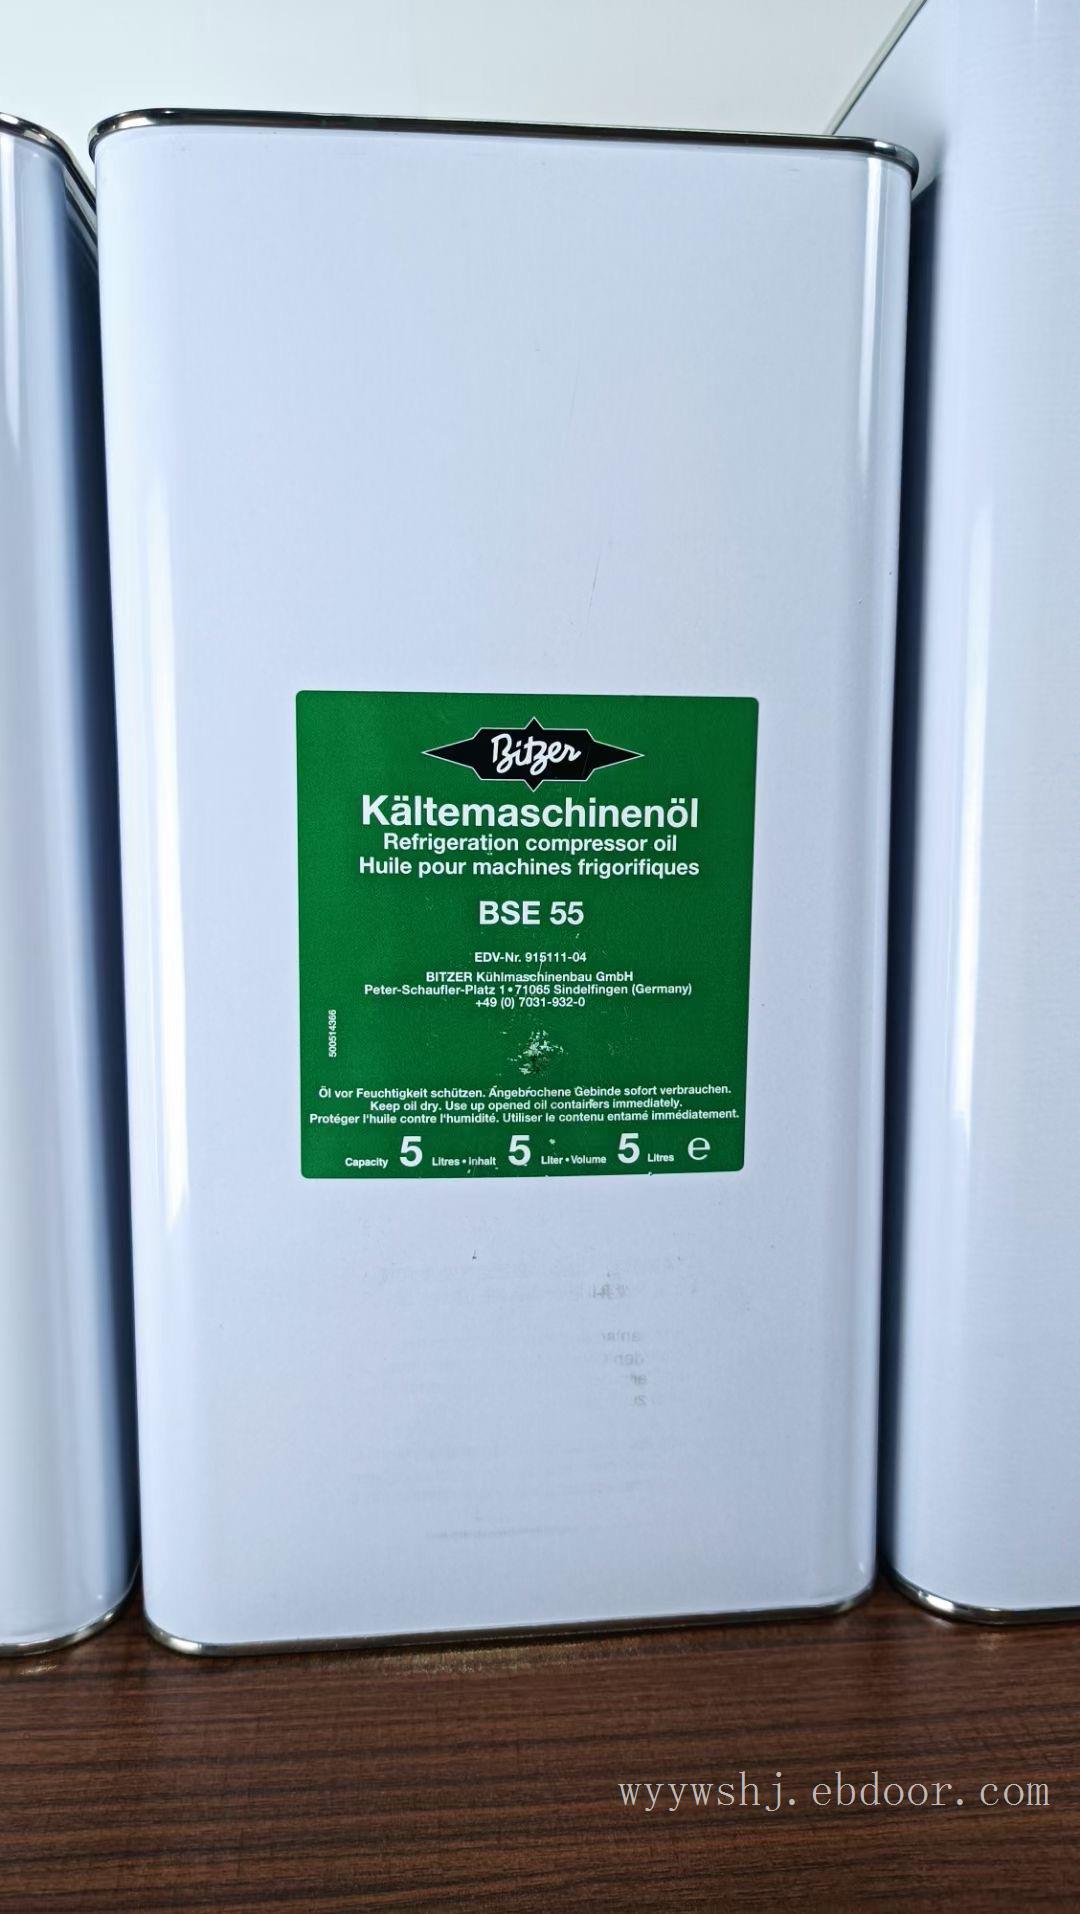 Bitzer
Kältemaschinenöl
Refrigeration compressor oil
Huile pour machines frigorifiques
BSE 55
EDV-Nr. 915111-04
BITZER Kühlmaschinenbau GmbH
Peter-Schaufler-Platz 1•71065 Sindelfingen (Germany)
+49 (0) 7031-932-0
500514366
Öl vor Feuchtigkeit schützen. Angebrochene Gebinde sofort verbrauchen.
Keep oil dry. Use up opened oil containers immediately.
Protéger l'huile contre l'humidité. Utiliser le contenu entamé immédiatement.
Capacity 5 Litres • Inhalt 5 Liter • Volume 5 Litres ℮
wyywshj.ebdoor.com